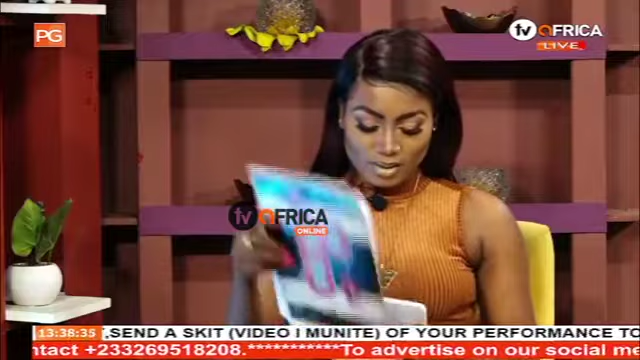 PG
tv AFRICA
LIVE
tv AFRICA
ONLINE
13:38:35 ,SEND A SKIT (VIDEO I MUNITE) OF YOUR PERFORMANCE TO
ntact +233269518208.***********To advertise on our social me